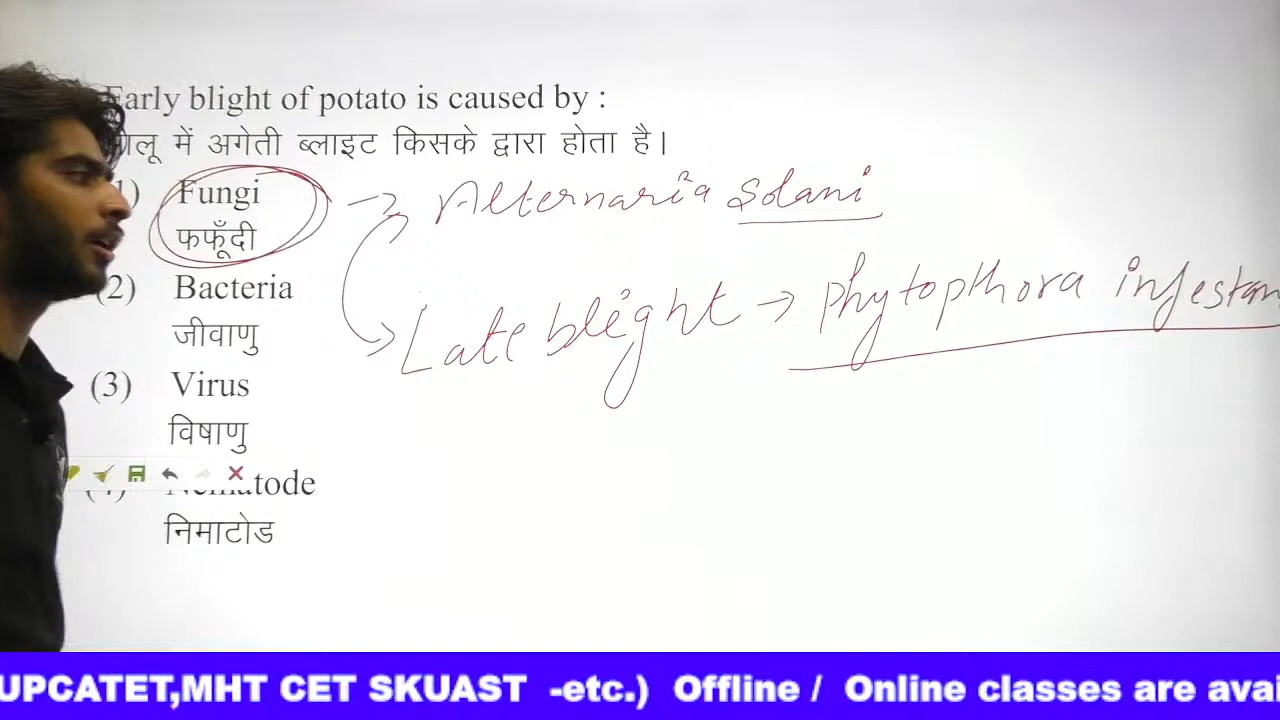 Early blight of potato is caused by :
में अगेती ब्लाइट किसके द्वारा होता है।
Fungi → Alternaria Solani
फफूँदी
(2) Bacteria
जीवाणु
Late blight → Phytopthora infestan
(3) Virus
विषाणु
Nematode
निमाटोड
UPCATET,MHT CET SKUAST -etc.) Offline / Online classes are avai